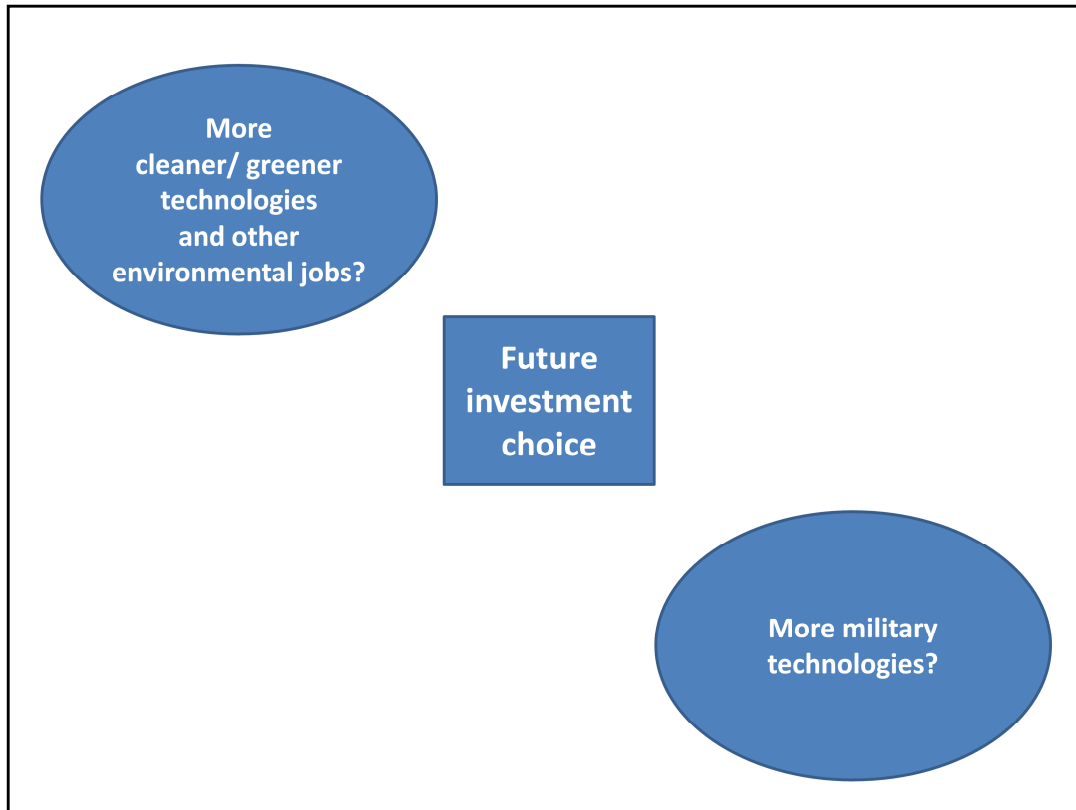 More
cleaner/ greener
technologies
and other
environmental jobs?
Future
investment
choice
More military
technologies?